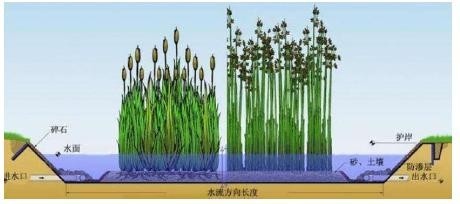 碎石
水面
进水口
护岸
砂、土壤
防渗层
出水口
水流方向长度